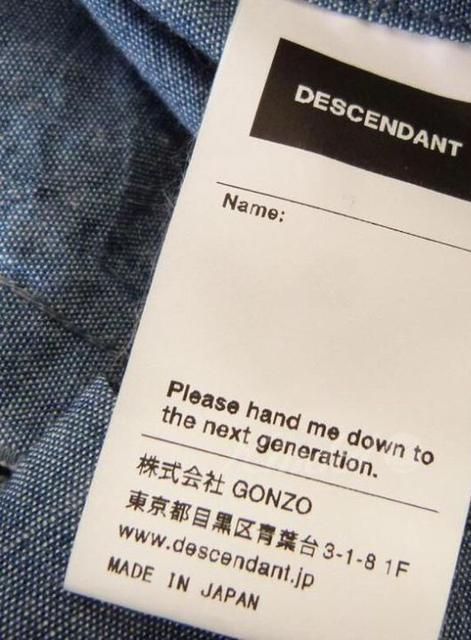 DESCENDANT
Name:
Please hand me down to
the next generation.
株式会社 GONZO
東京都目黒区青葉台3-1-8 1F
www.descendant.jp
MADE IN JAPAN